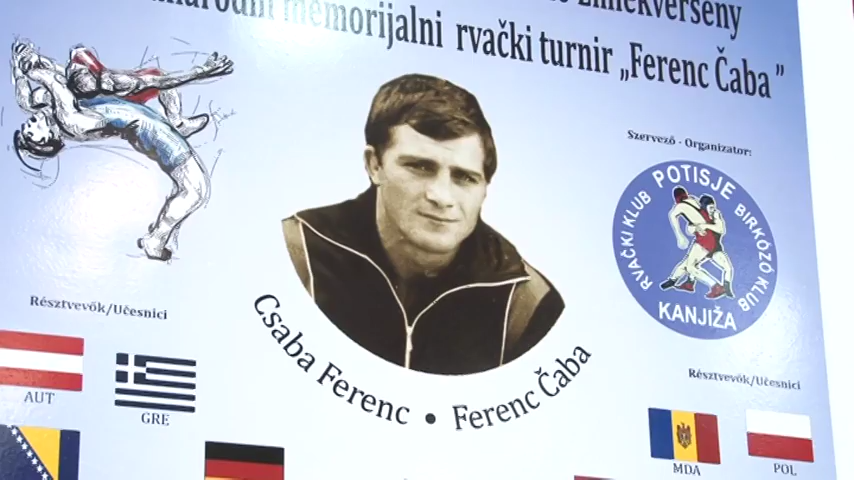 emlékverseny
memorijalni rvački turnir „Ferenc Čaba”
Szervező - Organizator:
POTISJE
RVAČKI KLUB
BIRKÓZÓ KLUB
KANJIŽA
Résztvevők/Učesnici
Csaba Ferenc • Ferenc Čaba
Résztvevők/Učesnici
AUT
GRE
MDA
POL